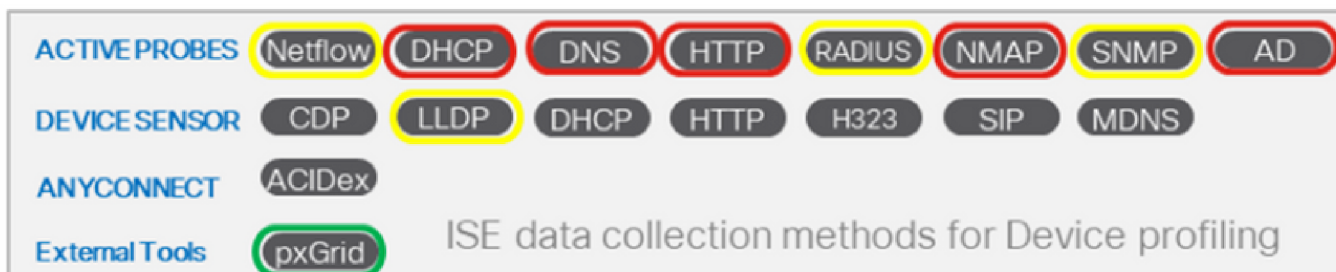 ACTIVE PROBES Netflow DHCP DNS HTTP RADIUS NMAP SNMP AD
DEVICE SENSOR CDP LLDP DHCP HTTP H323 SIP MDNS
ANYCONNECT ACIDex
External Tools pxGrid
ISE data collection methods for Device profiling